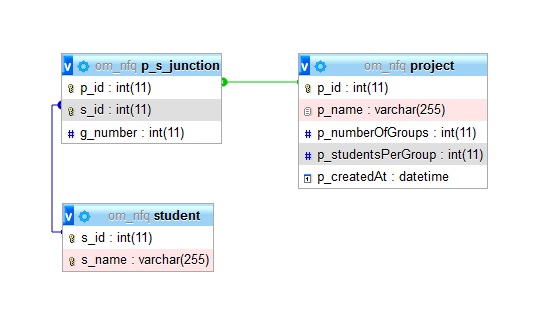 v om_nfq p_s_junction
p_id : int(11)
s_id : int(11)
# g_number : int(11)
v om_nfq project
p_id : int(11)
p_name : varchar(255)
# p_numberOfGroups : int(11)
# p_studentsPerGroup : int(11)
p_createdAt : datetime
v om_nfq student
s_id : int(11)
s_name : varchar(255)